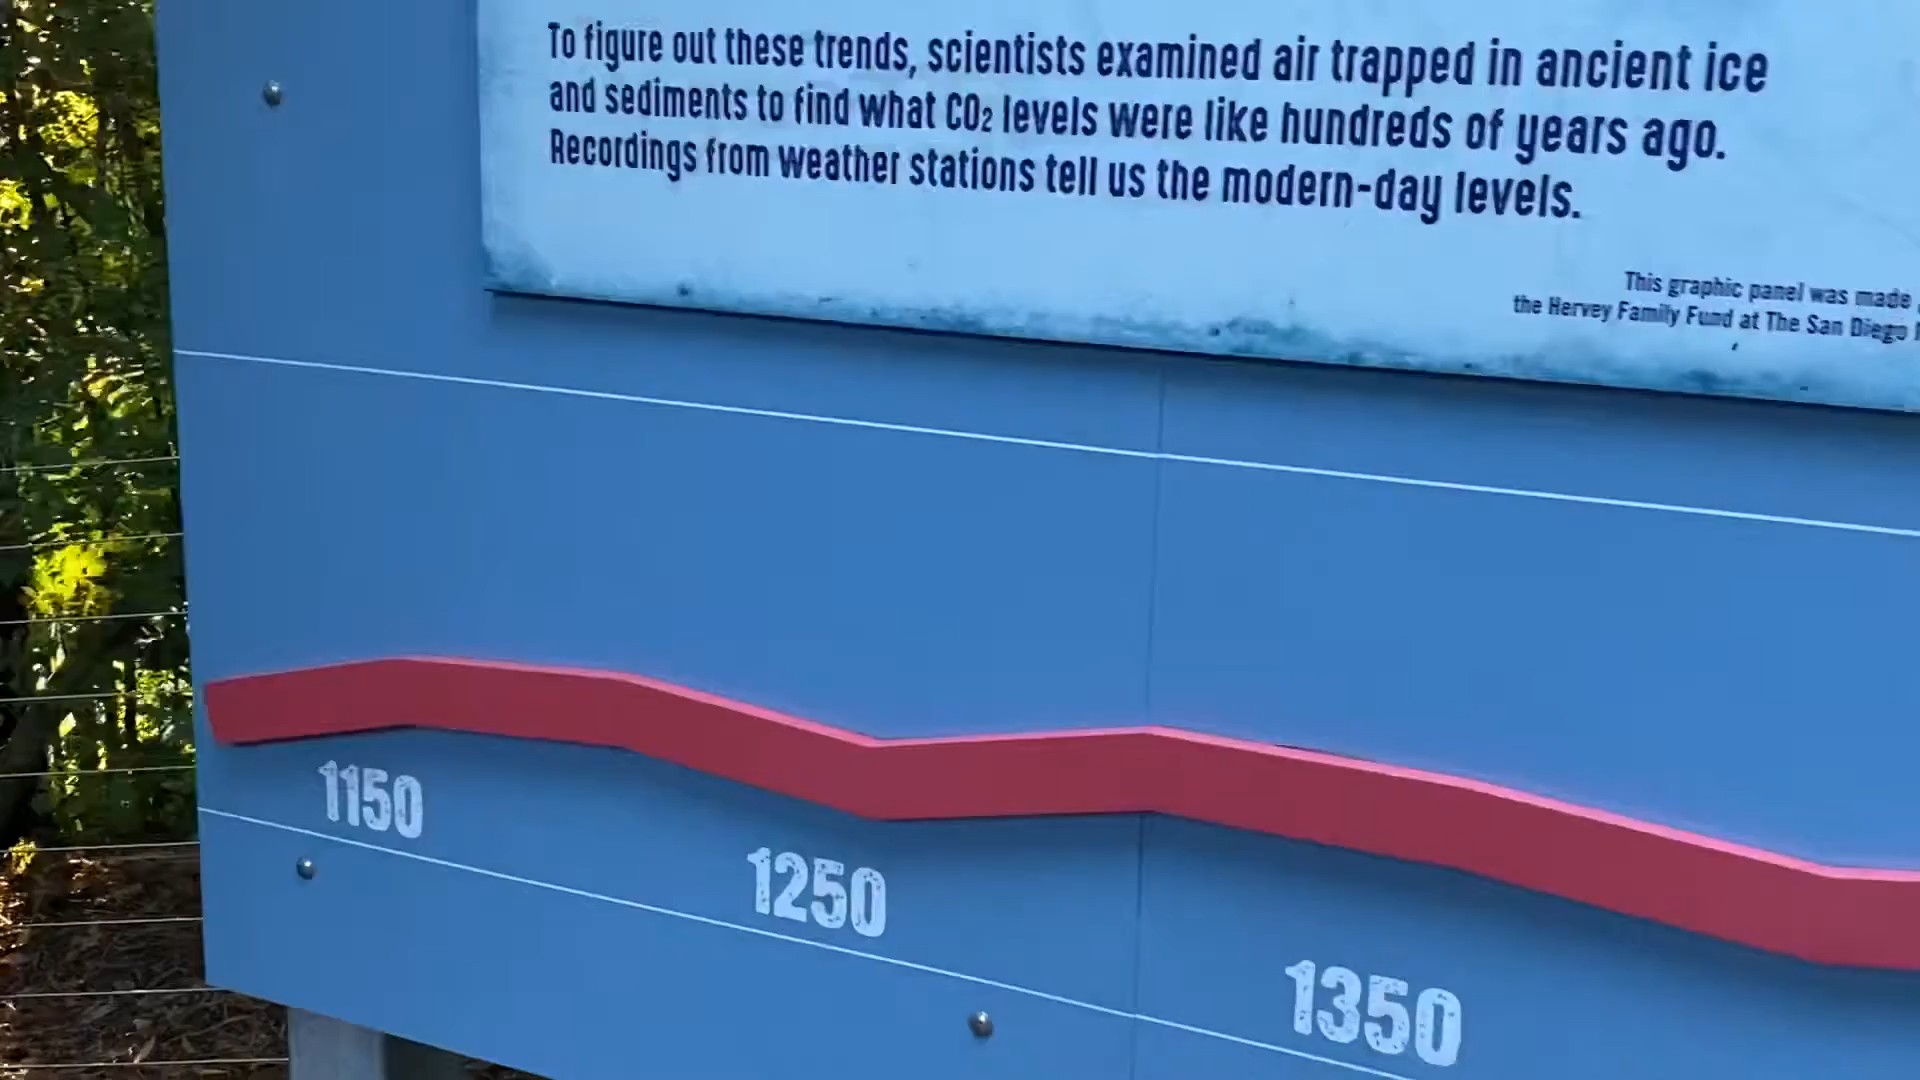 To figure out these trends, scientists examined air trapped in ancient ice
and sediments to find what CO₂ levels were like hundreds of years ago.
Recordings from weather stations tell us the modern-day levels.
This graphic panel was made
the Hervey Family Fund at The San Diego
1150
1250
1350